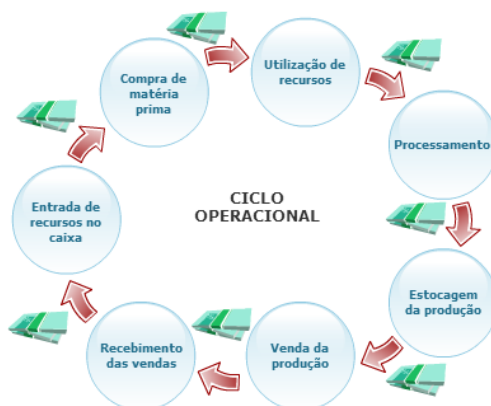 Compra de
matéria
prima
Utilização de
recursos
Processamento
Estocagem
da produção
Venda da
produção
Recebimento
das vendas
Entrada de
recursos no
caixa
CICLO
OPERACIONAL